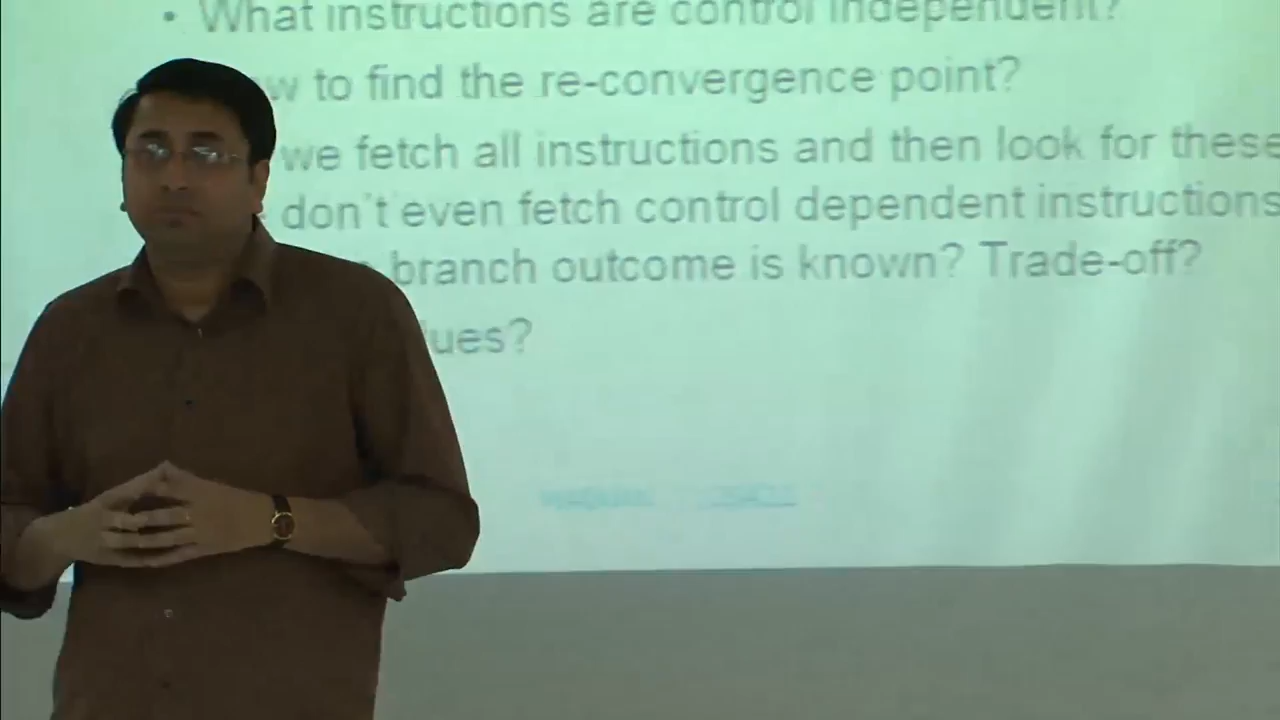 • What instructions are control independent?
w to find the re-convergence point?
we fetch all instructions and then look for these
don't even fetch control dependent instructions
branch outcome is known? Trade-off?
ues?